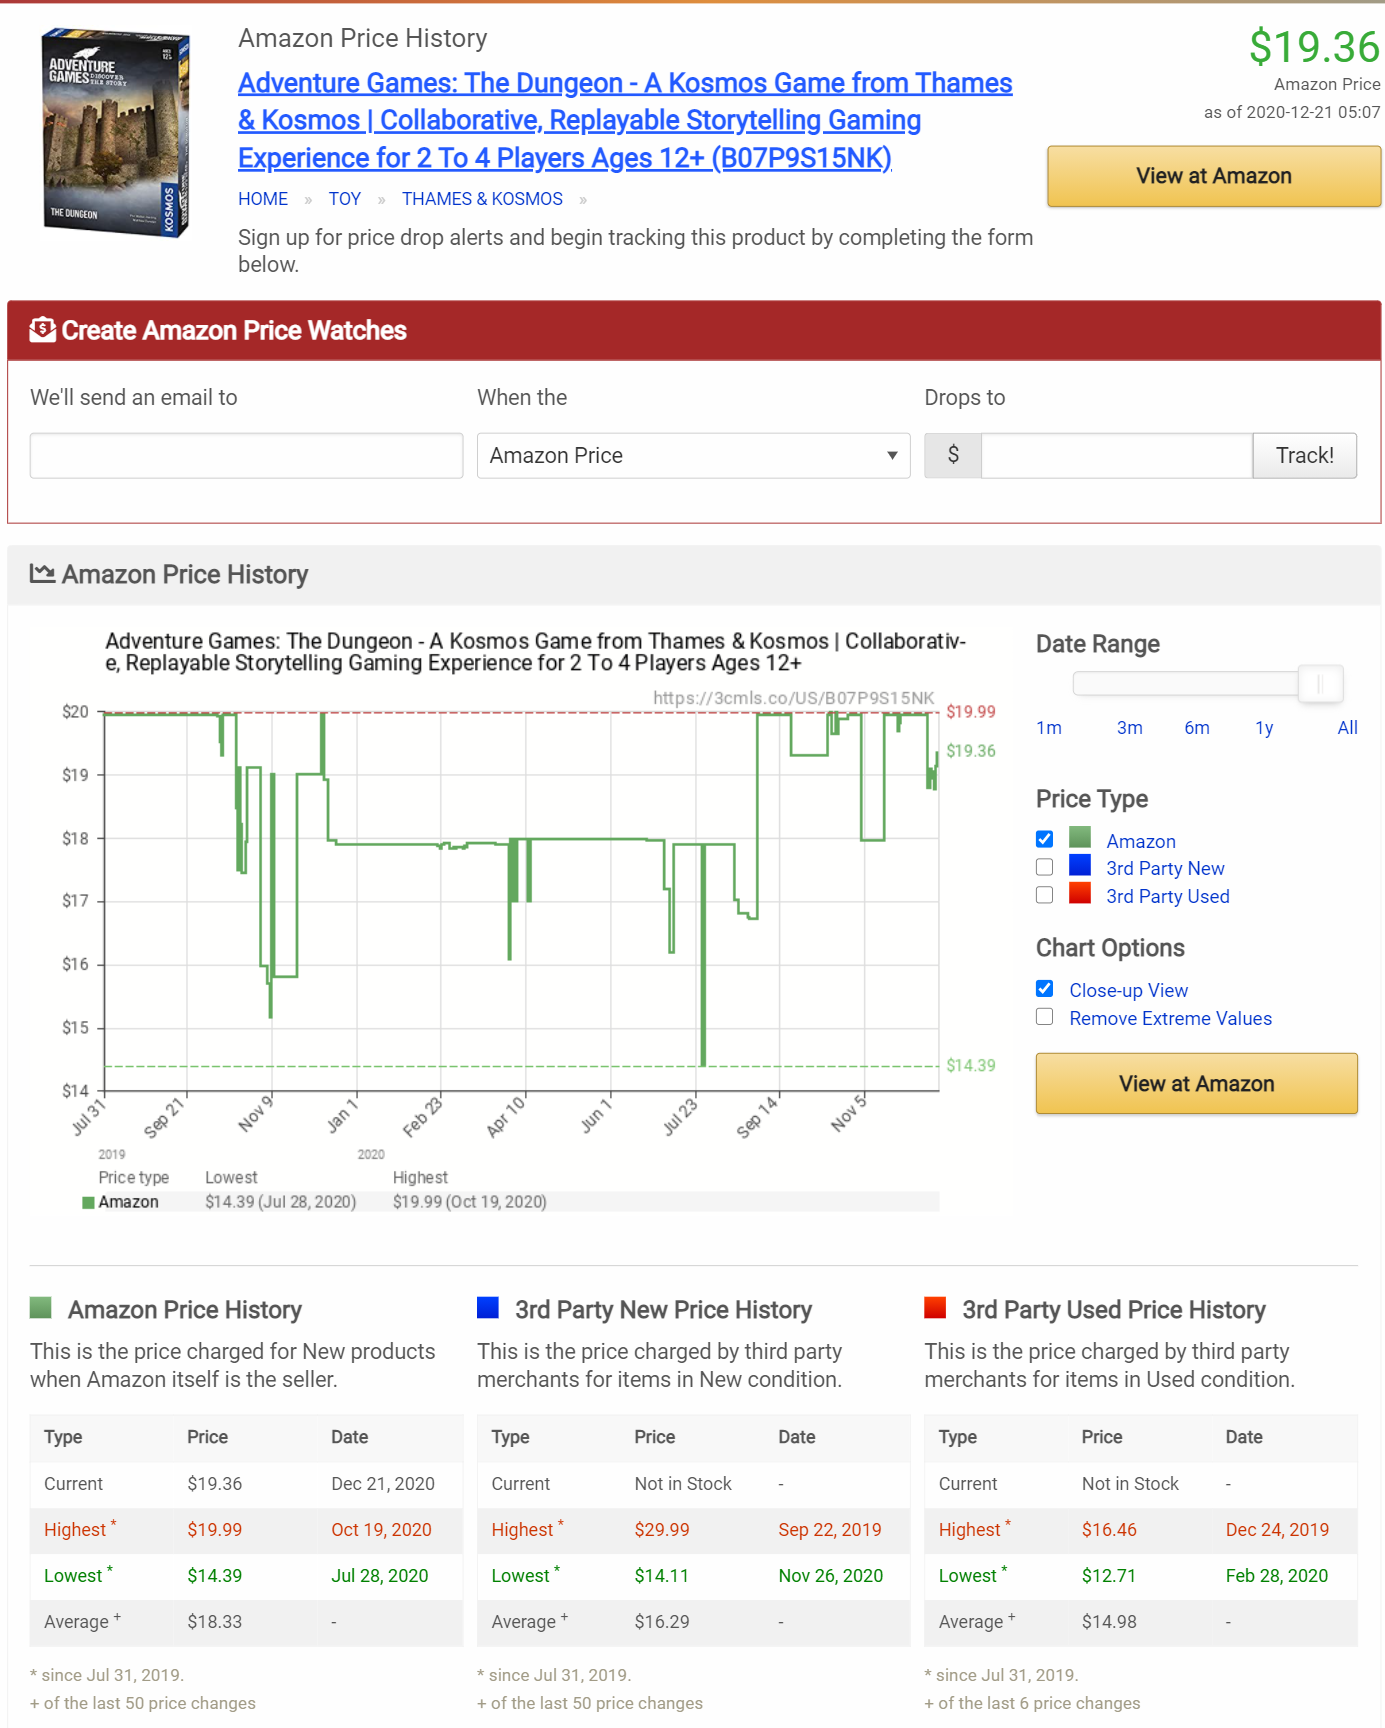 ADVENTURE
GAMES DISCOVER
THE STORY
THE DUNGEON
KOSMOS
Amazon Price History
Adventure Games: The Dungeon - A Kosmos Game from Thames
& Kosmos | Collaborative, Replayable Storytelling Gaming
Experience for 2 To 4 Players Ages 12+ (B07P9S15NK)
HOME » TOY » THAMES & KOSMOS »
Sign up for price drop alerts and begin tracking this product by completing the form
below.
$19.36
Amazon Price
as of 2020-12-21 05:07
View at Amazon
Create Amazon Price Watches
We'll send an email to
When the
Drops to
Amazon Price
$
Track!
Amazon Price History
Adventure Games: The Dungeon - A Kosmos Game from Thames & Kosmos | Collaborativ-
e, Replayable Storytelling Gaming Experience for 2 To 4 Players Ages 12+
https://3cmls.co/US/B07P9S15NK
$20
$19
$18
$17
$16
$15
$14
$19.99
$19.36
$14.39
Jul 31
Sep 21
Nov 9
Jan 1
Feb 23
Apr 10
Jun 1
Jul 23
Sep 14
Nov 5
2019
2020
Price type Lowest Highest
Amazon $14.39 (Jul 28, 2020) $19.99 (Oct 19, 2020)
Date Range
1m 3m 6m 1y All
Price Type
Amazon
3rd Party New
3rd Party Used
Chart Options
Close-up View
Remove Extreme Values
View at Amazon
Amazon Price History
This is the price charged for New products
when Amazon itself is the seller.
Type Price Date
Current $19.36 Dec 21, 2020
Highest * $19.99 Oct 19, 2020
Lowest * $14.39 Jul 28, 2020
Average + $18.33 -
* since Jul 31, 2019.
+ of the last 50 price changes
3rd Party New Price History
This is the price charged by third party
merchants for items in New condition.
Type Price Date
Current Not in Stock -
Highest * $29.99 Sep 22, 2019
Lowest * $14.11 Nov 26, 2020
Average + $16.29 -
* since Jul 31, 2019.
+ of the last 50 price changes
3rd Party Used Price History
This is the price charged by third party
merchants for items in Used condition.
Type Price Date
Current Not in Stock -
Highest * $16.46 Dec 24, 2019
Lowest * $12.71 Feb 28, 2020
Average + $14.98 -
* since Jul 31, 2019.
+ of the last 6 price changes